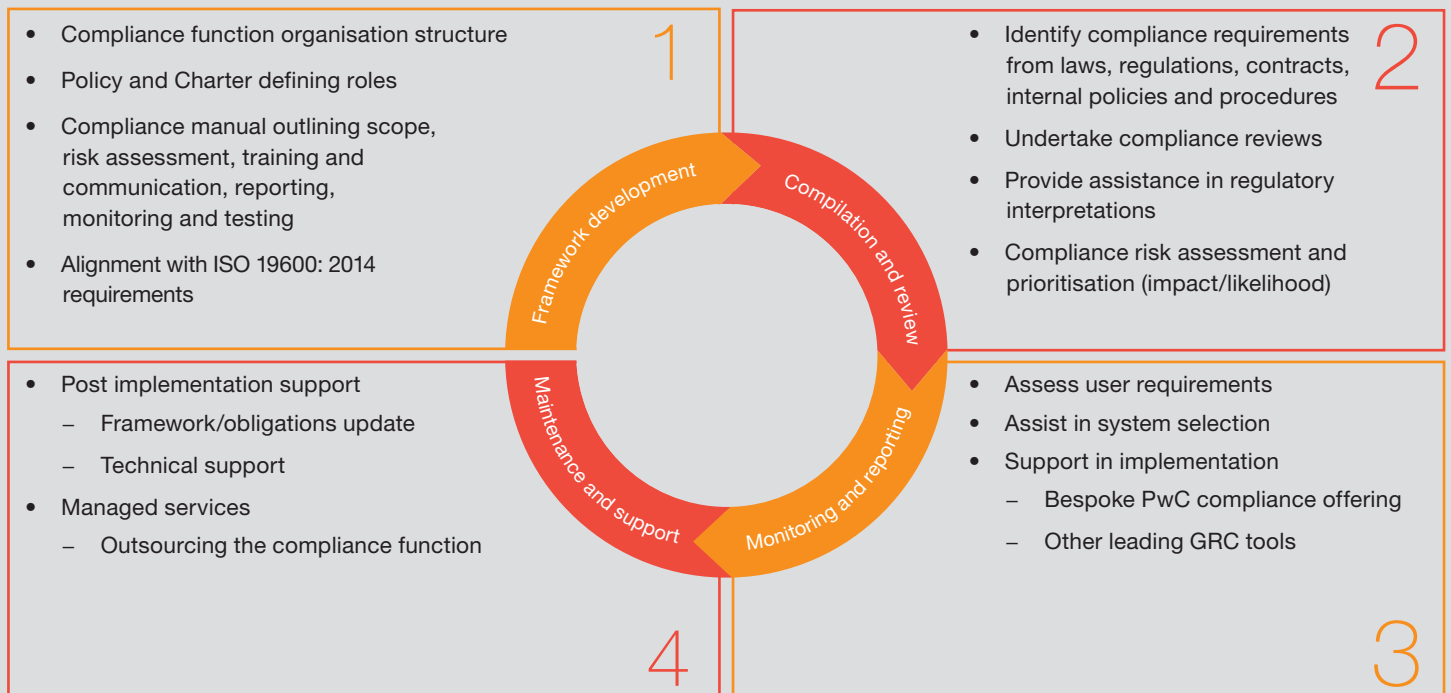 • Compliance function organisation structure
• Policy and Charter defining roles
• Compliance manual outlining scope,
risk assessment, training and
communication, reporting,
monitoring and testing
• Alignment with ISO 19600: 2014
requirements
1
• Identify compliance requirements
from laws, regulations, contracts,
internal policies and procedures
• Undertake compliance reviews
• Provide assistance in regulatory
interpretations
• Compliance risk assessment and
prioritisation (impact/likelihood)
2
Framework development
Compilation and review
Monitoring and reporting
Maintenance and support
• Post implementation support
– Framework/obligations update
– Technical support
• Managed services
– Outsourcing the compliance function
4
• Assess user requirements
• Assist in system selection
• Support in implementation
– Bespoke PwC compliance offering
– Other leading GRC tools
3